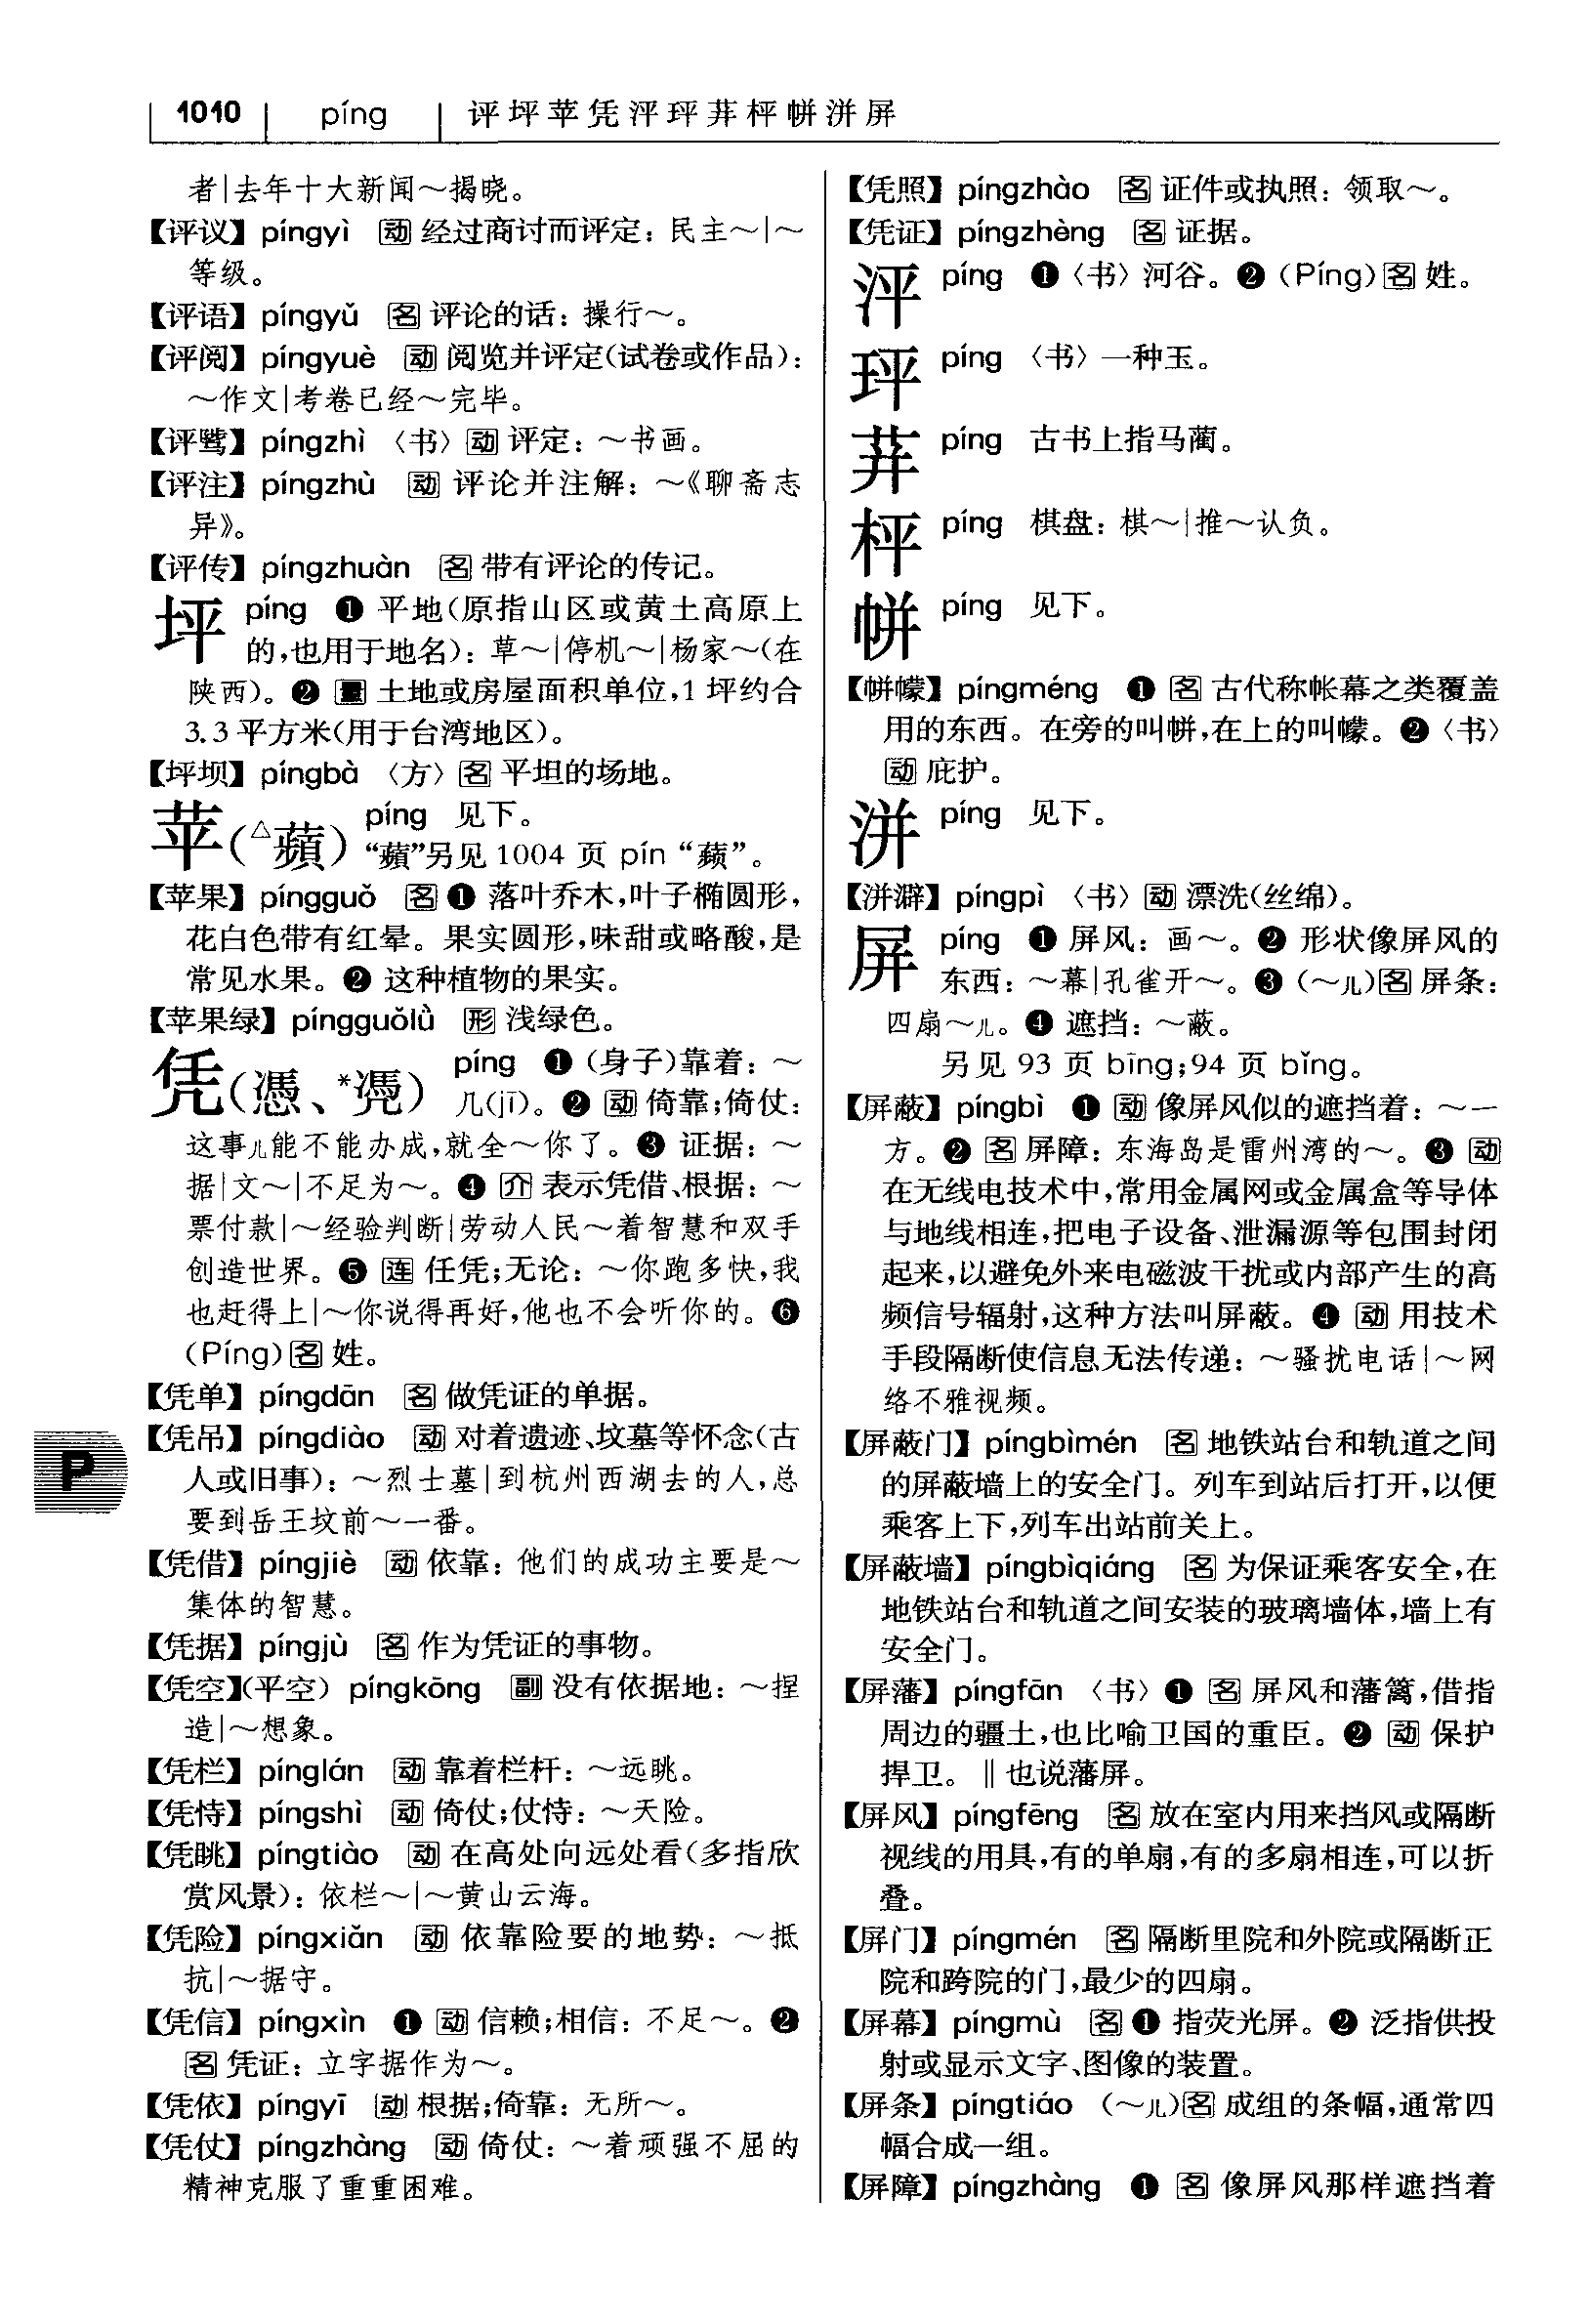 1010 píng 评坪苹凭泙玶荓枰帡洴屏
者|去年十大新闻～揭晓。
【评议】píngyì 动 经过商讨而评定：民主～|～
等级。
【评语】píngyǔ 名 评论的话：操行～。
【评阅】píngyuè 动 阅览并评定(试卷或作品)：
～作文|考卷已经～完毕。
【评骘】píngzhì 〈书〉动 评定：～书画。
【评注】píngzhù 动 评论并注解：～《聊斋志
异》。
【评传】píngzhuàn 名 带有评论的传记。
坪 píng ❶ 平地(原指山区或黄土高原上
的,也用于地名)：草～|停机～|杨家～(在
陕西)。❷ 量 土地或房屋面积单位,1 坪约合
3.3 平方米(用于台湾地区)。
【坪坝】píngbà 〈方〉名 平坦的场地。
苹(△蘋) píng 见下。
“蘋”另见 1004 页 pín “蘋”。
【苹果】píngguǒ 名 ❶ 落叶乔木,叶子椭圆形,
花白色带有红晕。果实圆形,味甜或略酸,是
常见水果。❷ 这种植物的果实。
【苹果绿】píngguǒlǜ 形 浅绿色。
凭(憑、*凴) píng ❶ (身子)靠着：～
几(jī)。❷ 动 倚靠;倚仗：
这事儿能不能办成,就全～你了。❸ 证据：～
据|文～|不足为～。❹ 介 表示凭借、根据：～
票付款|～经验判断|劳动人民～着智慧和双手
创造世界。❺ 连 任凭;无论：～你跑多快,我
也赶得上|～你说得再好,他也不会听你的。❻
(Píng)名 姓。
【凭单】píngdān 名 做凭证的单据。
【凭吊】píngdiào 动 对着遗迹、坟墓等怀念(古
人或旧事)：～烈士墓|到杭州西湖去的人,总
要到岳王坟前～一番。
【凭借】píngjiè 动 依靠：他们的成功主要是～
集体的智慧。
【凭据】píngjù 名 作为凭证的事物。
【凭空】(平空) píngkōng 副 没有依据地：～捏
造|～想象。
【凭栏】pínglán 动 靠着栏杆：～远眺。
【凭恃】píngshì 动 倚仗;仗恃：～天险。
【凭眺】píngtiào 动 在高处向远处看(多指欣
赏风景)：依栏～|～黄山云海。
【凭险】píngxiǎn 动 依靠险要的地势：～抵
抗|～据守。
【凭信】píngxìn ❶ 动 信赖;相信：不足～。❷
名 凭证：立字据作为～。
【凭依】píngyī 动 根据;倚靠：无所～。
【凭仗】píngzhàng 动 倚仗：～着顽强不屈的
精神克服了重重困难。
P
【凭照】píngzhào 名 证件或执照：领取～。
【凭证】píngzhèng 名 证据。
泙 píng ❶〈书〉河谷。❷ (Píng)名 姓。
玶 píng 〈书〉一种玉。
荓 píng 古书上指马蔺。
枰 píng 棋盘：棋～|推～认负。
帡 píng 见下。
【帡幪】píngméng ❶ 名 古代称帐幕之类覆盖
用的东西。在旁的叫帡,在上的叫幪。❷〈书〉
动 庇护。
洴 píng 见下。
【洴澼】píngpì 〈书〉动 漂洗(丝绵)。
屏 píng ❶ 屏风：画～。❷ 形状像屏风的
东西：～幕|孔雀开～。❸ (～儿)名 屏条：
四扇～儿。❹ 遮挡：～蔽。
另见 93 页 bīng;94 页 bǐng。
【屏蔽】píngbì ❶ 动 像屏风似的遮挡着：～一
方。❷ 名 屏障：东海岛是雷州湾的～。❸ 动
在无线电技术中,常用金属网或金属盒等导体
与地线相连,把电子设备、泄漏源等包围封闭
起来,以避免外来电磁波干扰或内部产生的高
频信号辐射,这种方法叫屏蔽。❹ 动 用技术
手段隔断使信息无法传递：～骚扰电话|～网
络不雅视频。
【屏蔽门】píngbìmén 名 地铁站台和轨道之间
的屏蔽墙上的安全门。列车到站后打开,以便
乘客上下,列车出站前关上。
【屏蔽墙】píngbìqiáng 名 为保证乘客安全,在
地铁站台和轨道之间安装的玻璃墙体,墙上有
安全门。
【屏藩】píngfān 〈书〉❶ 名 屏风和藩篱,借指
周边的疆土,也比喻卫国的重臣。❷ 动 保护
捍卫。‖也说藩屏。
【屏风】píngfēng 名 放在室内用来挡风或隔断
视线的用具,有的单扇,有的多扇相连,可以折
叠。
【屏门】píngmén 名 隔断里院和外院或隔断正
院和跨院的门,最少的四扇。
【屏幕】píngmù 名 ❶ 指荧光屏。❷ 泛指供投
射或显示文字、图像的装置。
【屏条】píngtiáo (～儿)名 成组的条幅,通常四
幅合成一组。
【屏障】píngzhàng ❶ 名 像屏风那样遮挡着